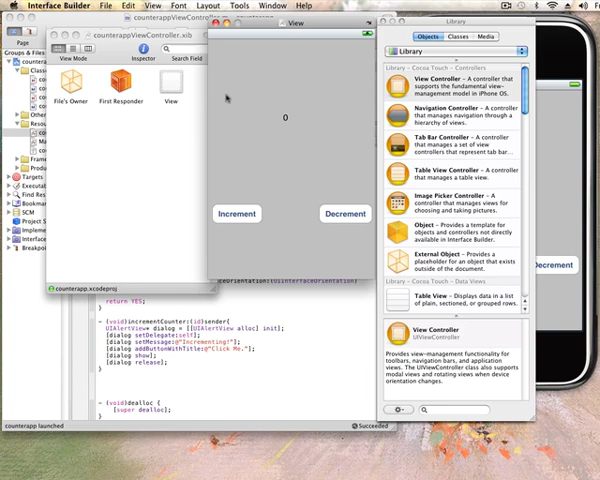 Interface Builder File Edit View Font Layout Tools Window Help
counterappViewController
counterappViewController.xib
View
Library
Page
Groups & Files
View Mode
Inspector
Search Field
Objects
Classes
Media
Library
File's Owner
First Responder
View
0
Increment
Decrement
Library – Cocoa Touch – Controllers
View Controller – A controller that supports the fundamental view-management model in iPhone OS.
Navigation Controller – A controller that manages navigation through a hierarchy of views.
Tab Bar Controller – A controller that manages a set of view controllers that represent tab bar...
Table View Controller – A controller that manages a table view.
Image Picker Controller – A controller that manages views for choosing and taking pictures.
Object – Provides a template for objects and controllers not directly available in Interface Builder.
External Object – Provides a placeholder for an object that exists outside of the document.
Library – Cocoa Touch – Data Views
Table View – Displays data in a list of plain, sectioned, or grouped rows.
View Controller
UIViewController
Provides view-management functionality for toolbars, navigation bars, and application views. The UIViewController class also supports modal views and rotating views when device orientation changes.
Targets
SCM
counterapp.xcodeproj
Decrement
return YES;
}
- (void)incrementCounter:(id)sender{
UIAlertView* dialog = [[UIAlertView alloc] init];
[dialog setDelegate:self];
[dialog setMessage:@"Incrementing!"];
[dialog addButtonWithTitle:@"Click Me."];
[dialog show];
[dialog release];
}
- (void)dealloc {
[super dealloc];
}
counterapp launched
Succeeded